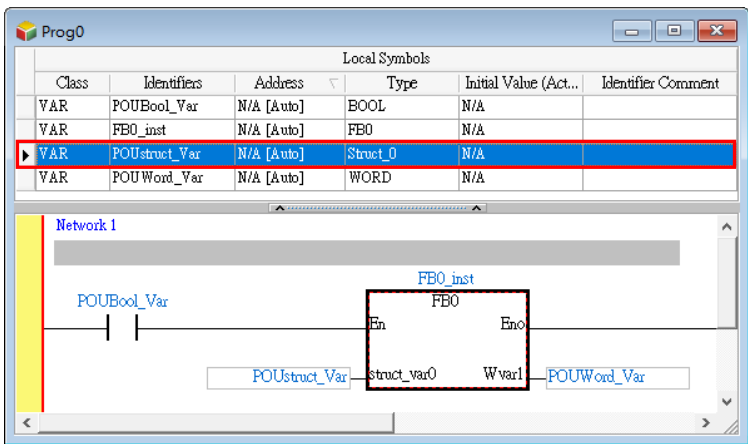 Prog0
Local Symbols
Class Identifiers Address Type Initial Value (Act... Identifier Comment
VAR POUBool_Var N/A [Auto] BOOL N/A
VAR FB0_inst N/A [Auto] FB0 N/A
VAR POUstruct_Var N/A [Auto] Struct_0 N/A
VAR POUWord_Var N/A [Auto] WORD N/A
Network 1
FB0_inst
POUBool_Var FB0
En Eno
POUstruct_Var struct_var0 Wvar1 POUWord_Var